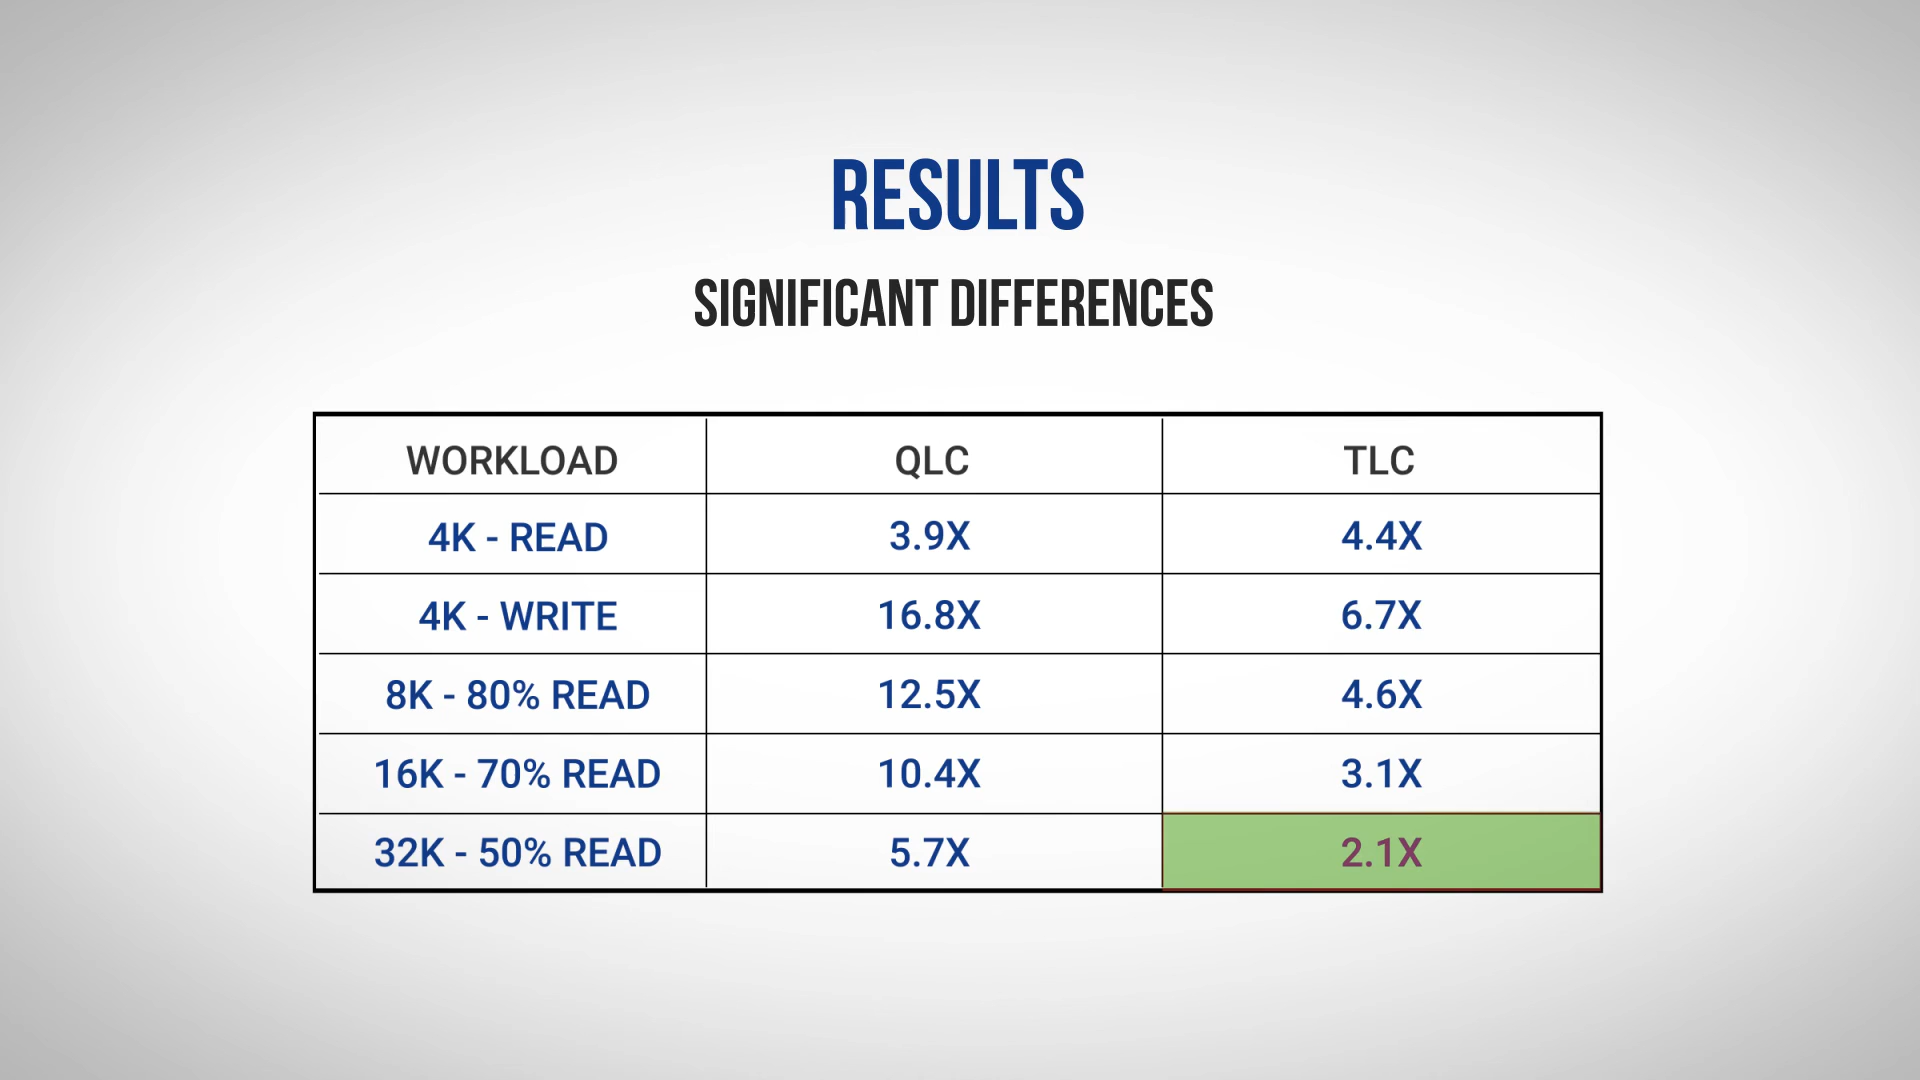 RESULTS
SIGNIFICANT DIFFERENCES
WORKLOAD QLC TLC
4K - READ 3.9X 4.4X
4K - WRITE 16.8X 6.7X
8K - 80% READ 12.5X 4.6X
16K - 70% READ 10.4X 3.1X
32K - 50% READ 5.7X 2.1X